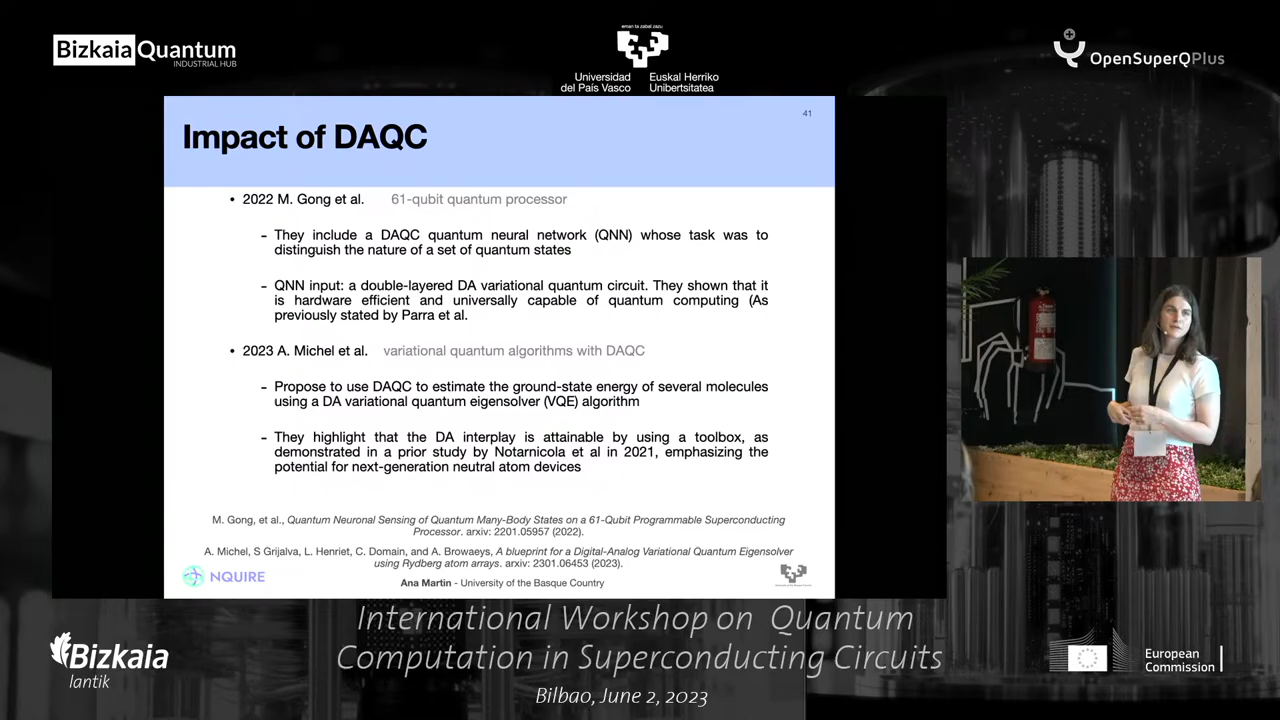 Bizkaia Quantum
INDUSTRIAL HUB
eman ta zabal zazu
Universidad del País Vasco
Euskal Herriko Unibertsitatea
OpenSuperQPlus
41
Impact of DAQC
• 2022 M. Gong et al. 61-qubit quantum processor
- They include a DAQC quantum neural network (QNN) whose task was to
distinguish the nature of a set of quantum states
- QNN input: a double-layered DA variational quantum circuit. They shown that it
is hardware efficient and universally capable of quantum computing (As
previously stated by Parra et al.
• 2023 A. Michel et al. variational quantum algorithms with DAQC
- Propose to use DAQC to estimate the ground-state energy of several molecules
using a DA variational quantum eigensolver (VQE) algorithm
- They highlight that the DA interplay is attainable by using a toolbox, as
demonstrated in a prior study by Notarnicola et al in 2021, emphasizing the
potential for next-generation neutral atom devices
M. Gong, et al., Quantum Neuronal Sensing of Quantum Many-Body States on a 61-Qubit Programmable Superconducting
Processor. arxiv: 2201.05957 (2022).
A. Michel, S Grijalva, L. Henriet, C. Domain, and A. Browaeys, A blueprint for a Digital-Analog Variational Quantum Eigensolver
using Rydberg atom arrays. arxiv: 2301.06453 (2023).
NQUIRE
Ana Martin - University of the Basque Country
International Workshop on Quantum
Computation in Superconducting Circuits
Bilbao, June 2, 2023
Bizkaia
lantik
European
Commission